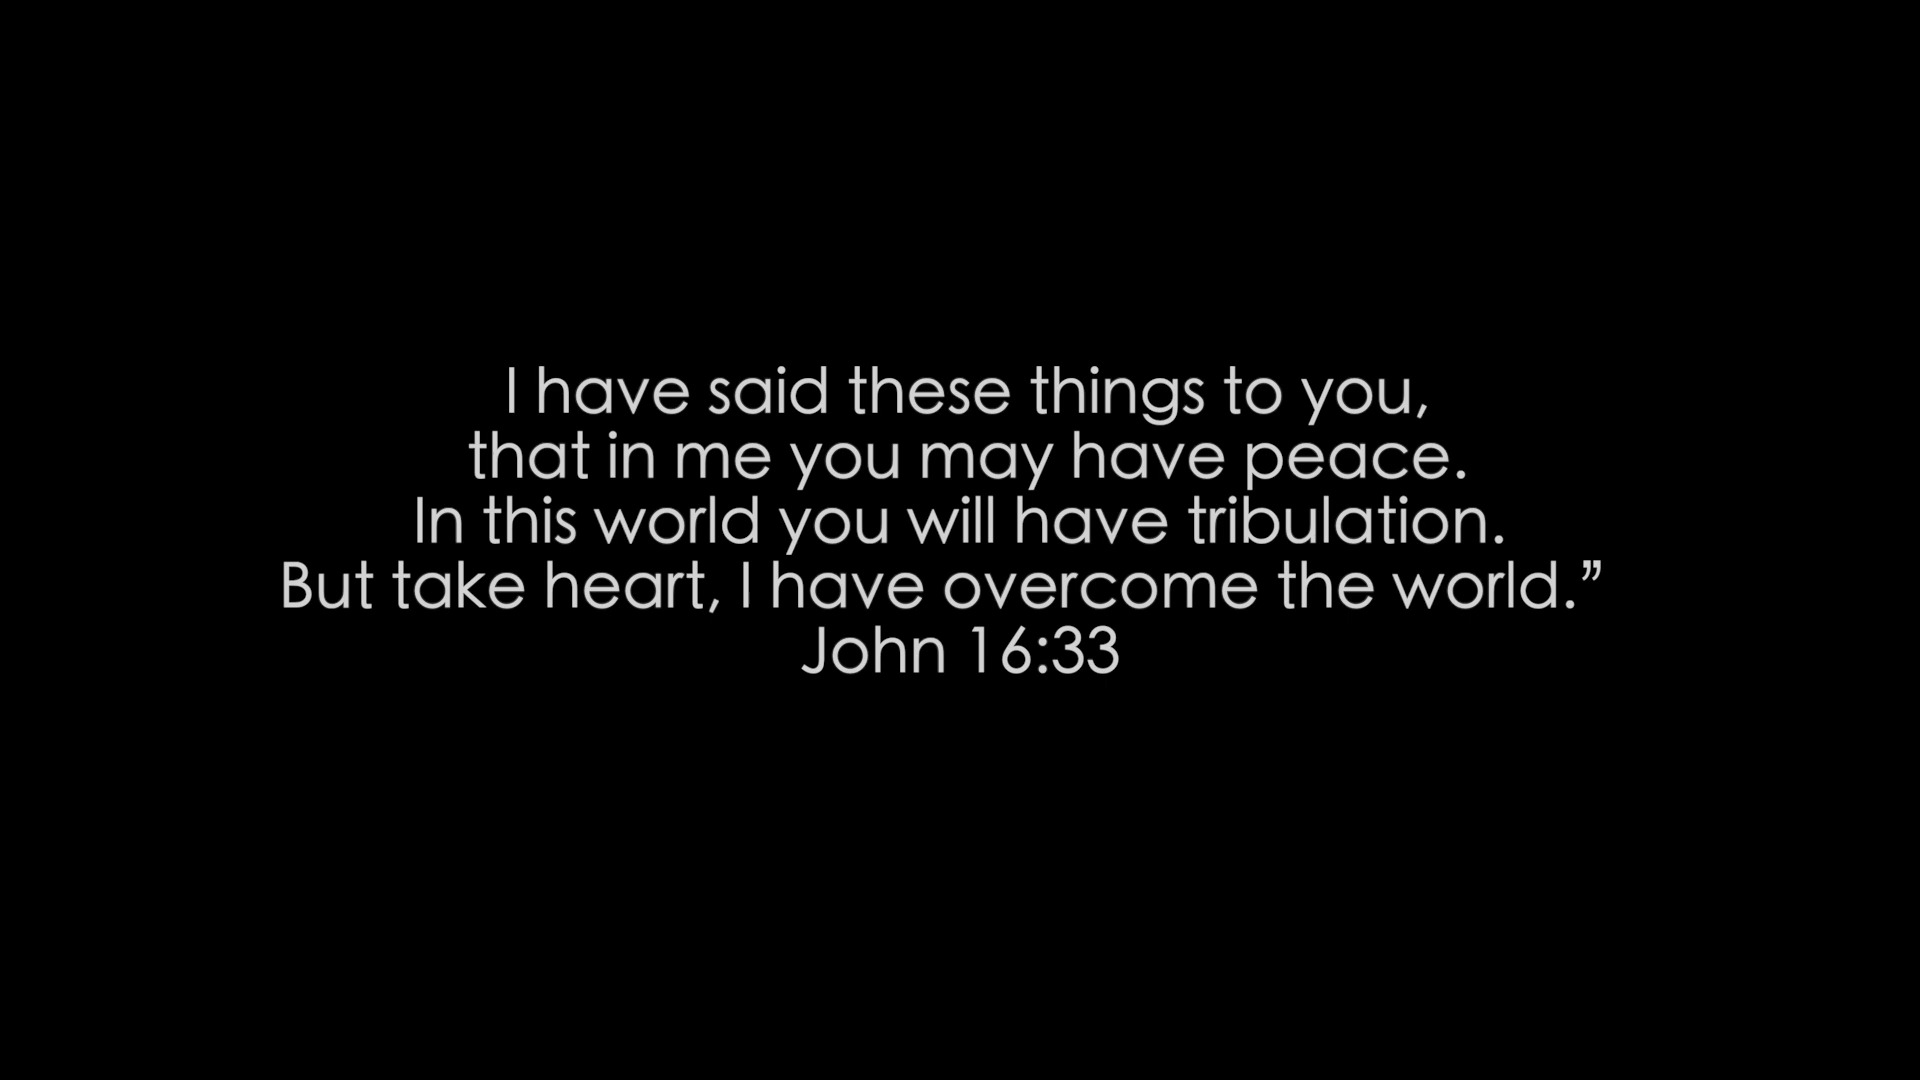 I have said these things to you,
that in me you may have peace.
In this world you will have tribulation.
But take heart, I have overcome the world.”
John 16:33